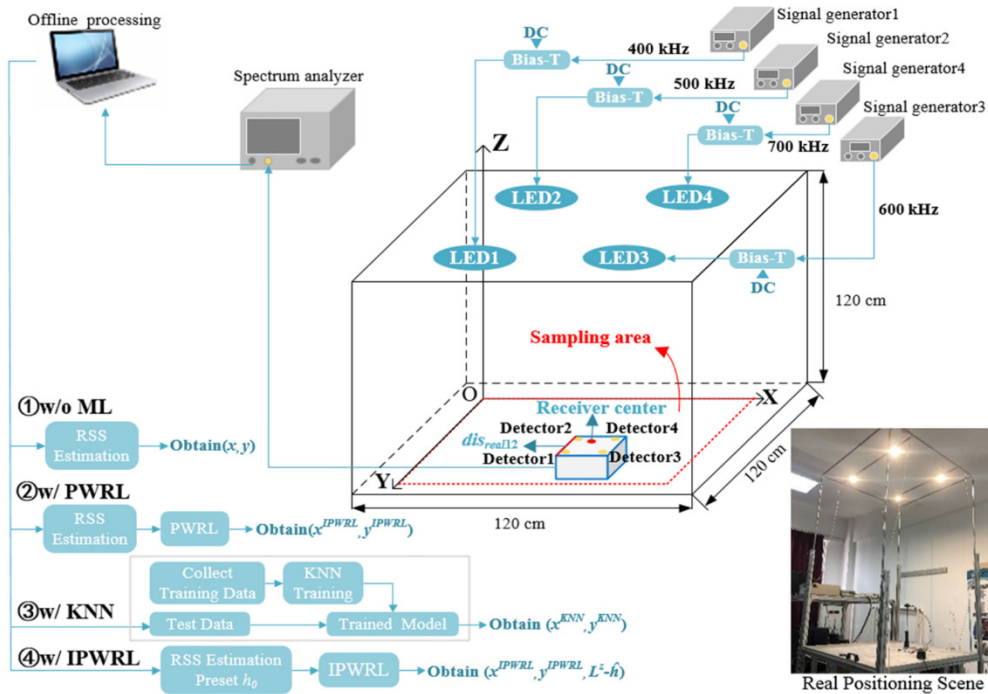 Offline processing
Spectrum analyzer
Signal generator1
Signal generator2
Signal generator4
Signal generator3
DC
Bias-T
400 kHz
DC
Bias-T
500 kHz
DC
Bias-T
700 kHz
600 kHz
Z
LED2
LED4
LED1
LED3
Bias-T
DC
120 cm
Sampling area
O
X
Receiver center
Detector2
Detector4
dis_real12
Detector1
Detector3
Y
120 cm
120 cm
①w/o ML
RSS
Estimation
Obtain(x,y)
②w/ PWRL
RSS
Estimation
PWRL
Obtain(x^IPWRL,y^IPWRL)
Collect
Training Data
KNN
Training
③w/ KNN
Test Data
Trained Model
Obtain (x^KNN,y^KNN)
④w/ IPWRL
RSS Estimation
Preset h_0
IPWRL
Obtain (x^IPWRL,y^IPWRL,L^z-ĥ)
Real Positioning Scene